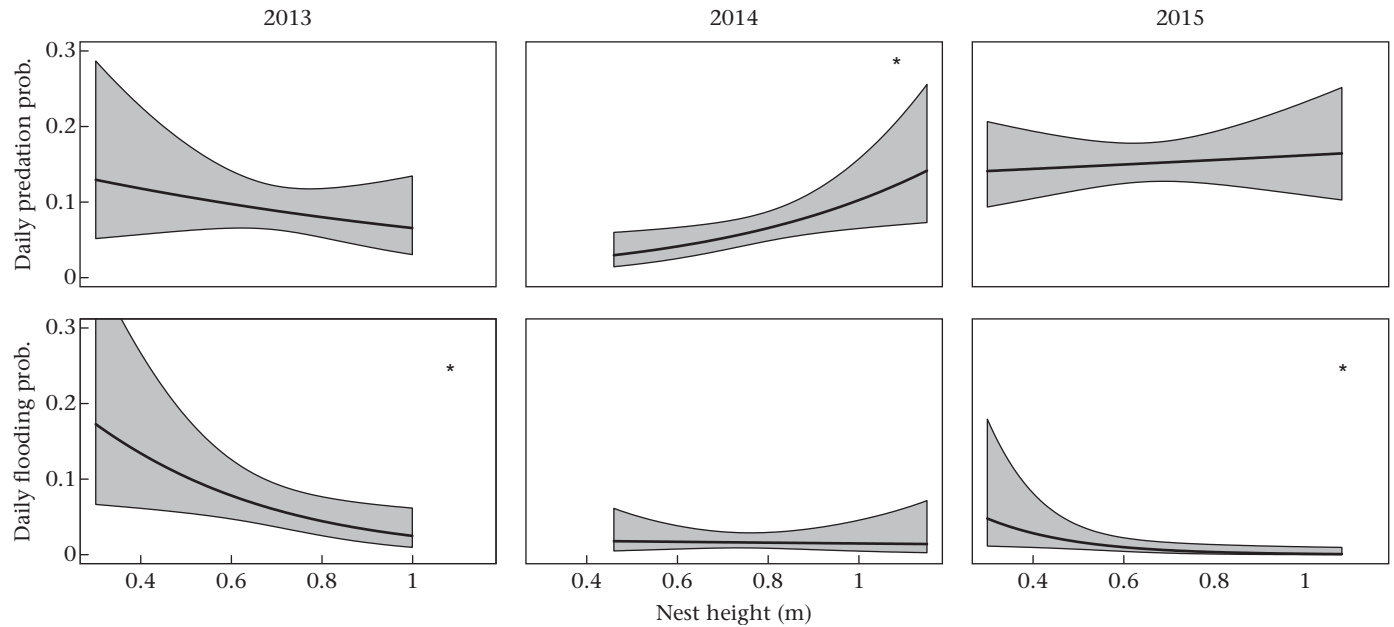 2013 2014 2015
Daily predation prob.
0.3
0.2
0.1
0
*
Daily flooding prob.
0.3
0.2
0.1
0
* *
0.4 0.6 0.8 1 0.4 0.6 0.8 1 0.4 0.6 0.8 1
Nest height (m)